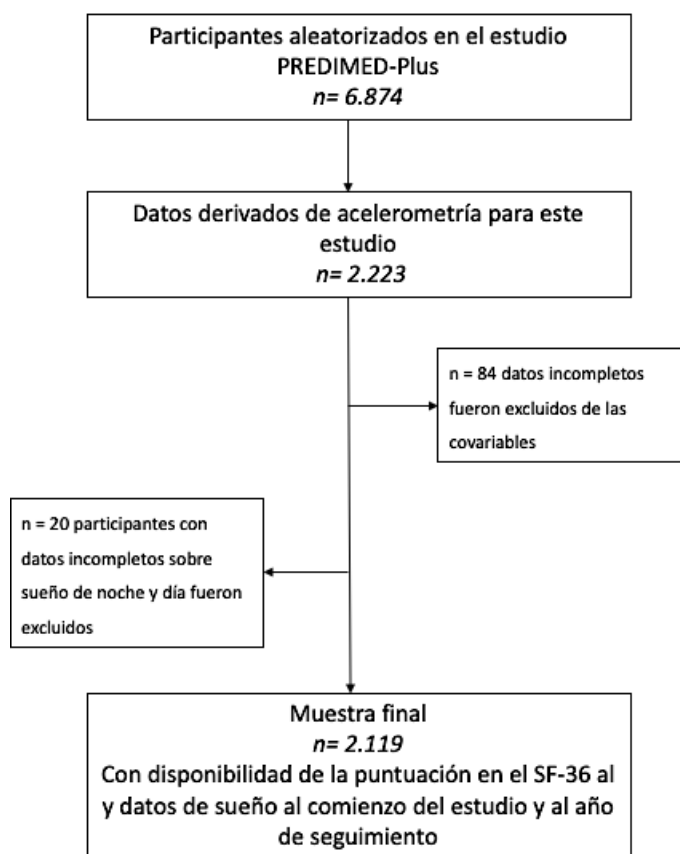 Participantes aleatorizados en el estudio
PREDIMED-Plus
n= 6.874
Datos derivados de acelerometría para este
estudio
n= 2.223
n = 84 datos incompletos
fueron excluidos de las
covariables
n = 20 participantes con
datos incompletos sobre
sueño de noche y día fueron
excluidos
Muestra final
n= 2.119
Con disponibilidad de la puntuación en el SF-36 al
y datos de sueño al comienzo del estudio y al año
de seguimiento